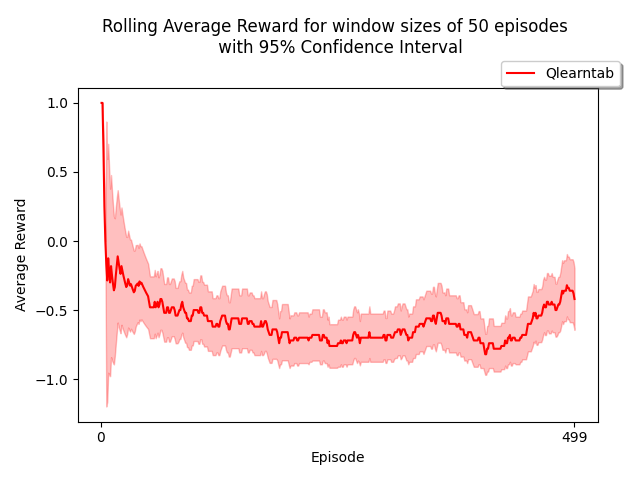 Rolling Average Reward for window sizes of 50 episodes
with 95% Confidence Interval
Qlearntab
1.0
0.5
0.0
−0.5
−1.0
Average Reward
0
499
Episode